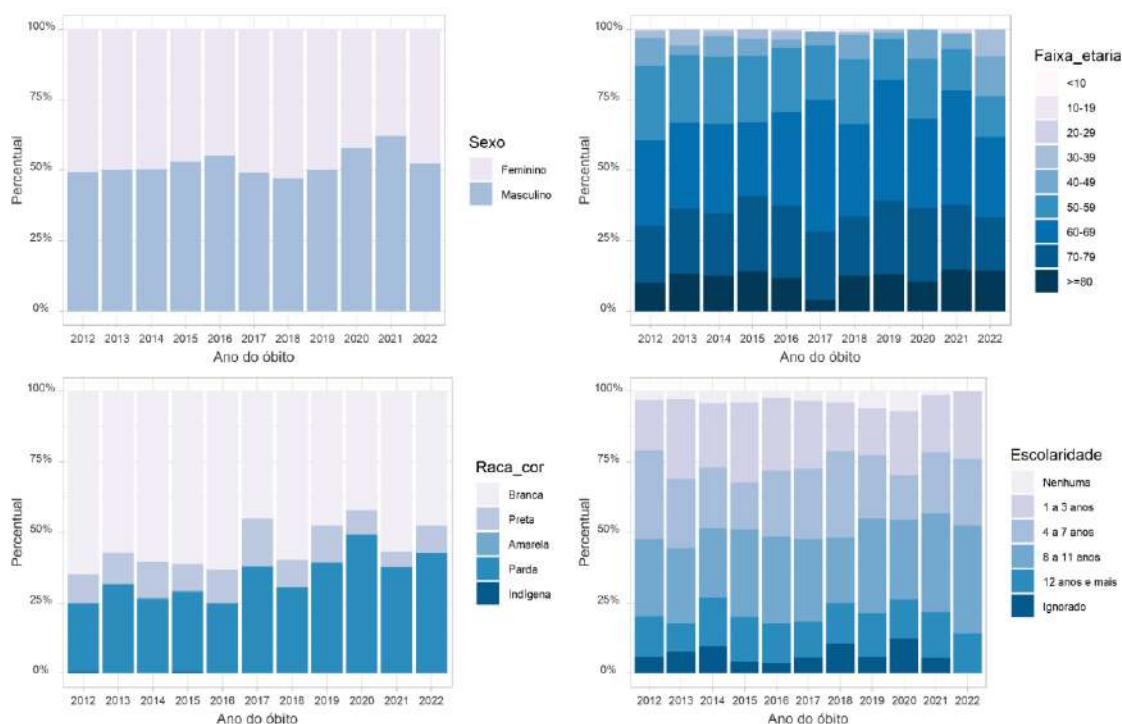 100%
75%
50%
25%
0%
Percentual
2012 2013 2014 2015 2016 2017 2018 2019 2020 2021 2022
Ano do óbito
Sexo
Feminino
Masculino
100%
75%
50%
25%
0%
Percentual
2012 2013 2014 2015 2016 2017 2018 2019 2020 2021 2022
Ano do óbito
Faixa_etaria
<10
10-19
20-29
30-39
40-49
50-59
60-69
70-79
>=80
100%
75%
50%
25%
0%
Percentual
2012 2013 2014 2015 2016 2017 2018 2019 2020 2021 2022
Ano do óbito
Raca_cor
Branca
Preta
Amarela
Parda
Indígena
100%
75%
50%
25%
0%
Percentual
2012 2013 2014 2015 2016 2017 2018 2019 2020 2021 2022
Ano do óbito
Escolaridade
Nenhuma
1 a 3 anos
4 a 7 anos
8 a 11 anos
12 anos e mais
Ignorado